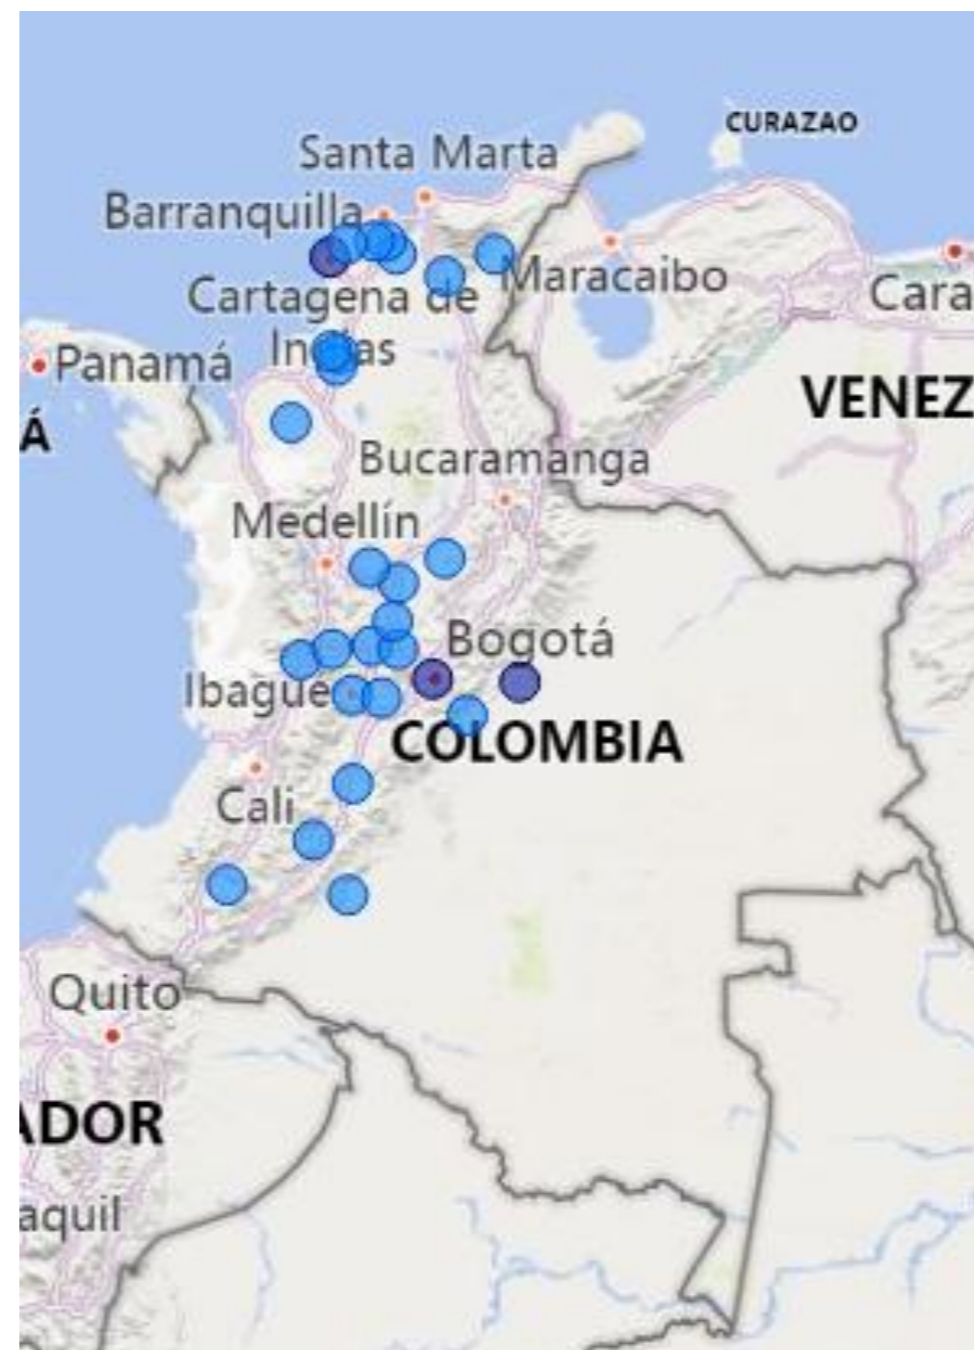 CURAZAO
Santa Marta
Barranquilla
Maracaibo
Cartagena de
Indias
Cara
Panamá
VENEZ
Á
Bucaramanga
Medellín
Bogotá
Ibagué
COLOMBIA
Cali
Quito
ADOR
aquil